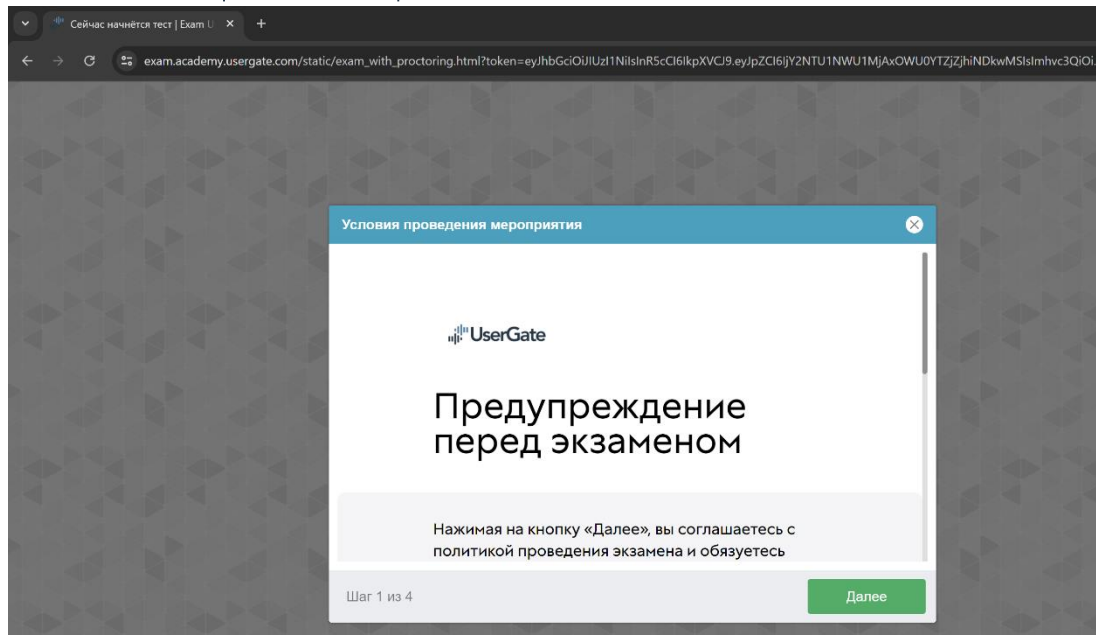 Сейчас начнётся тест | Exam U
exam.academy.usergate.com/static/exam_with_proctoring.html?token=eyJhbGciOiJIUzI1NiIsInR5cCI6IkpXVCJ9.eyJpZCI6IjY2NTU1NWU1MjAxOWU0YTZjZjhiNDkwMSIsImhvc3QiOi.
Условия проведения мероприятия
UserGate
Предупреждение
перед экзаменом
Нажимая на кнопку «Далее», вы соглашаетесь с
политикой проведения экзамена и обязуетесь
Шаг 1 из 4
Далее